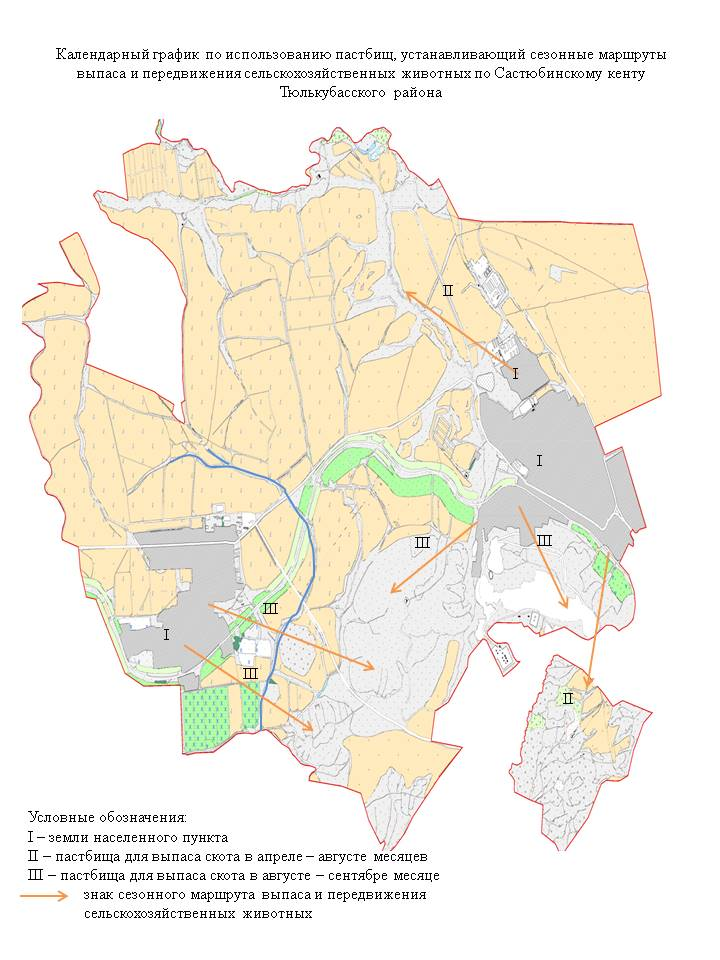 Календарный график по использованию пастбищ, устанавливающий сезонные маршруты
выпаса и передвижения сельскохозяйственных животных по Састюбинскому кенту
Тюлькубасского района
II
I
I
III
III
III
I
III
II
Условные обозначения:
I – земли населенного пункта
II – пастбища для выпаса скота в апреле – августе месяцев
III – пастбища для выпаса скота в августе – сентябре месяце
знак сезонного маршрута выпаса и передвижения
сельскохозяйственных животных